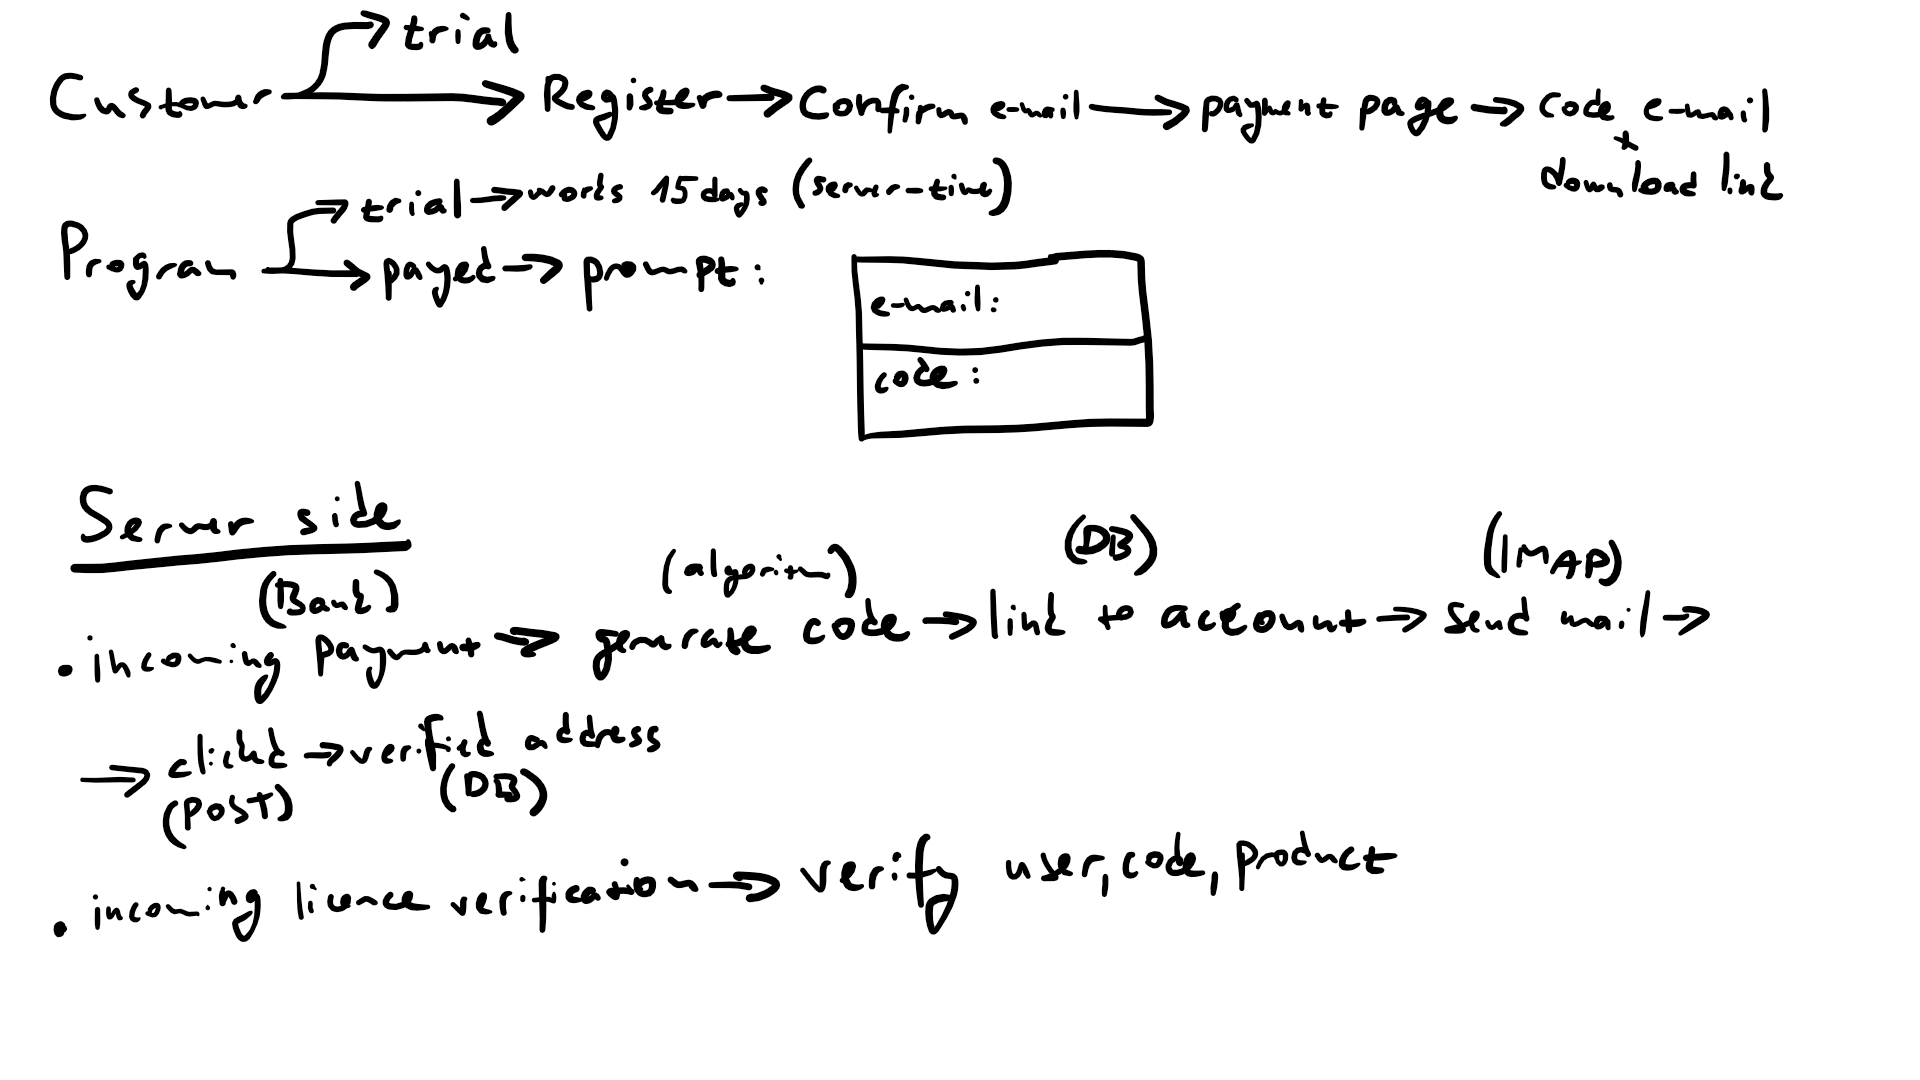 → trial
Customer → Register → Confirm e-mail → payment page → code e-mail
+
download link
→ trial → works 15 days (server-time)
Program → payed → prompt:
e-mail:
code:
Server side
(Bank) (algoritm) (DB) (IMAP)
• incoming payment → generate code → link to account → send mail →
→ clicked → verified address
(POST) (DB)
• incoming licence verification → verify user, code, product